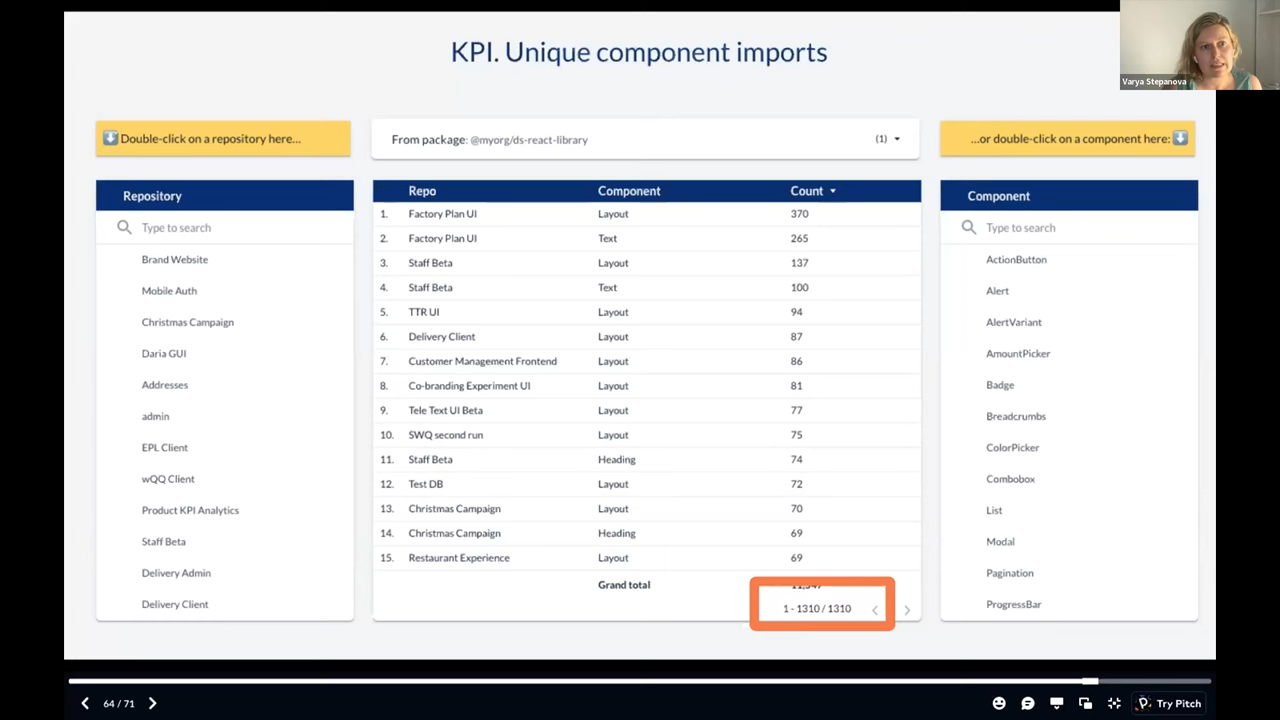 KPI. Unique component imports
Varya Stepanova
Double-click on a repository here...
From package: @myorg/ds-react-library
(1)
...or double-click on a component here:
Repository
Type to search
Brand Website
Mobile Auth
Christmas Campaign
Daria GUI
Addresses
admin
EPL Client
wQQ Client
Product KPI Analytics
Staff Beta
Delivery Admin
Delivery Client
Repo Component Count
1. Factory Plan UI Layout 370
2. Factory Plan UI Text 265
3. Staff Beta Layout 137
4. Staff Beta Text 100
5. TTR UI Layout 94
6. Delivery Client Layout 87
7. Customer Management Frontend Layout 86
8. Co-branding Experiment UI Layout 81
9. Tele Text UI Beta Layout 77
10. SWQ second run Layout 75
11. Staff Beta Heading 74
12. Test DB Layout 72
13. Christmas Campaign Layout 70
14. Christmas Campaign Heading 69
15. Restaurant Experience Layout 69
Grand total
1 - 1310 / 1310
Component
Type to search
ActionButton
Alert
AlertVariant
AmountPicker
Badge
Breadcrumbs
ColorPicker
Combobox
List
Modal
Pagination
ProgressBar
64 / 71
Try Pitch